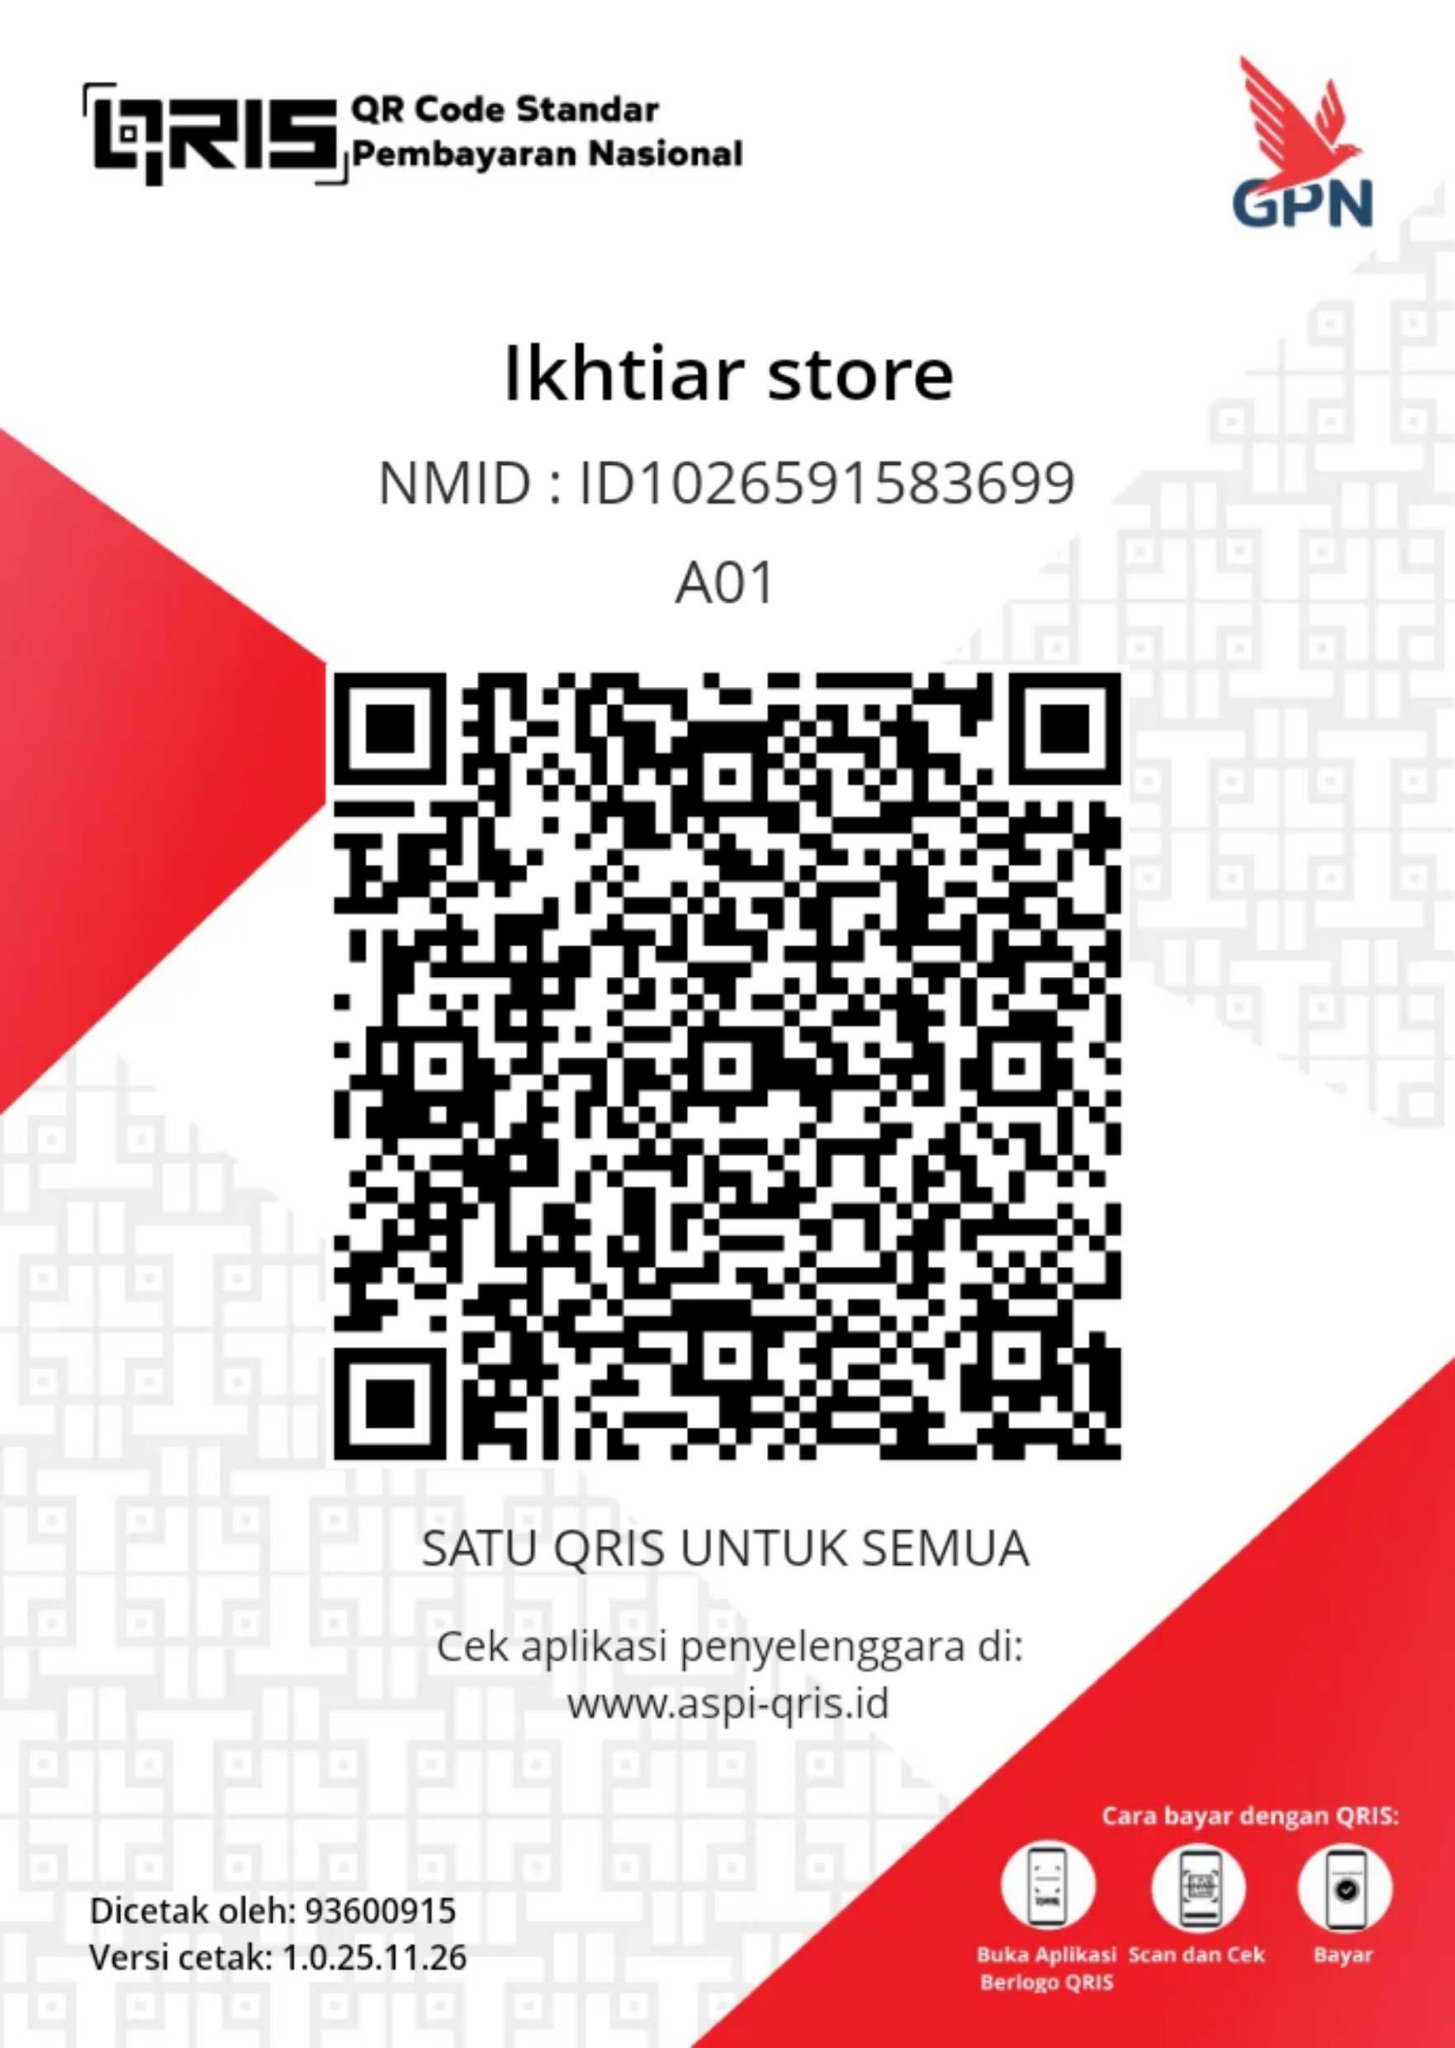 QRIS QR Code Standar
Pembayaran Nasional
GPN
Ikhtiar store
NMID : ID1026591583699
A01
SATU QRIS UNTUK SEMUA
Cek aplikasi penyelenggara di:
www.aspi-qris.id
Cara bayar dengan QRIS:
Buka Aplikasi
Berlogo QRIS
Scan dan Cek
Bayar
Dicetak oleh: 93600915
Versi cetak: 1.0.25.11.26